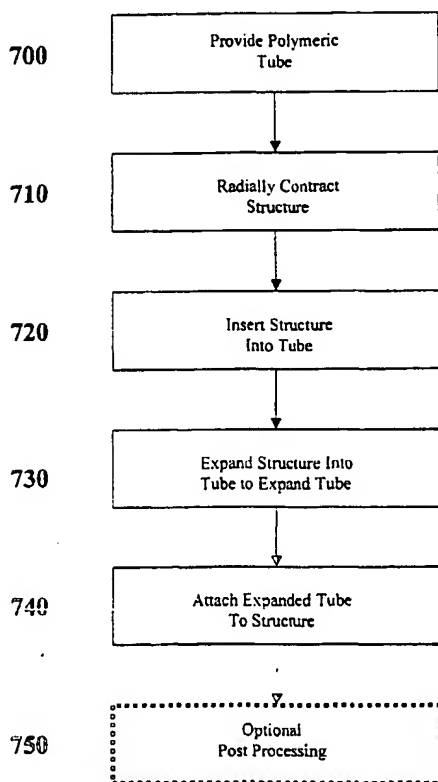 700
Provide Polymeric
Tube
710
Radially Contract
Structure
720
Insert Structure
Into Tube
730
Expand Structure Into
Tube to Expand Tube
740
Attach Expanded Tube
To Structure
750
Optional
Post Processing